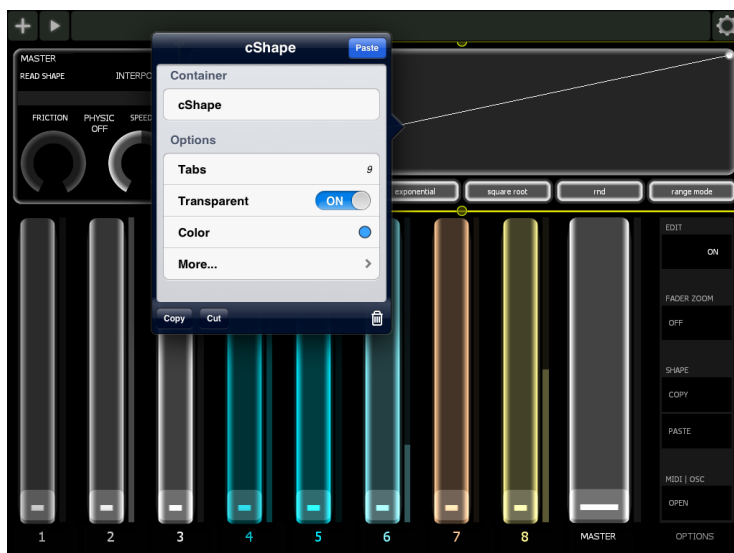 cShape
Paste
MASTER
READ SHAPE
Container
cShape
FRICTION
PHYSIC
OFF
Options
Tabs
9
Transparent
ON
Color
More...
Copy
Cut
exponential
square root
rnd
range mode
EDIT
ON
FADER ZOOM
OFF
SHAPE
COPY
PASTE
MIDI | OSC
OPEN
1
2
3
4
5
6
7
8
MASTER
OPTIONS